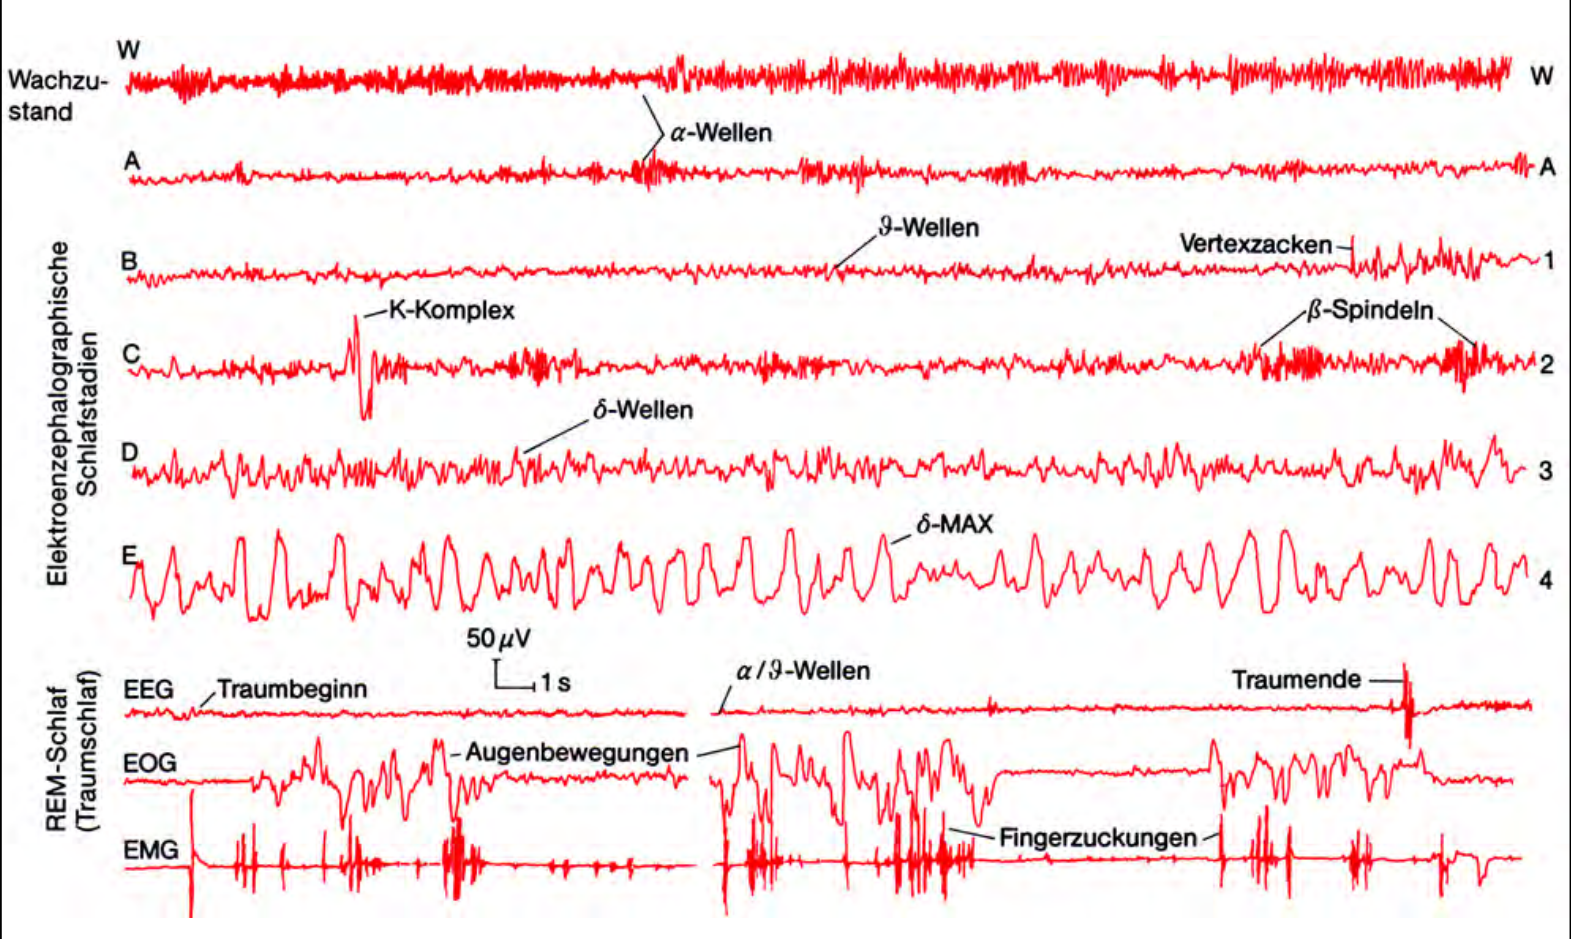 W
Wachzu-
stand
W
α-Wellen
A
A
Elektroenzephalographische
Schlafstadien
ϑ-Wellen
Vertexzacken
B
1
K-Komplex
β-Spindeln
C
2
δ-Wellen
D
3
δ-MAX
E
4
50 μV
1 s
REM-Schlaf
(Traumschlaf)
EEG
Traumbeginn
α/ϑ-Wellen
Traumende
EOG
Augenbewegungen
EMG
Fingerzuckungen